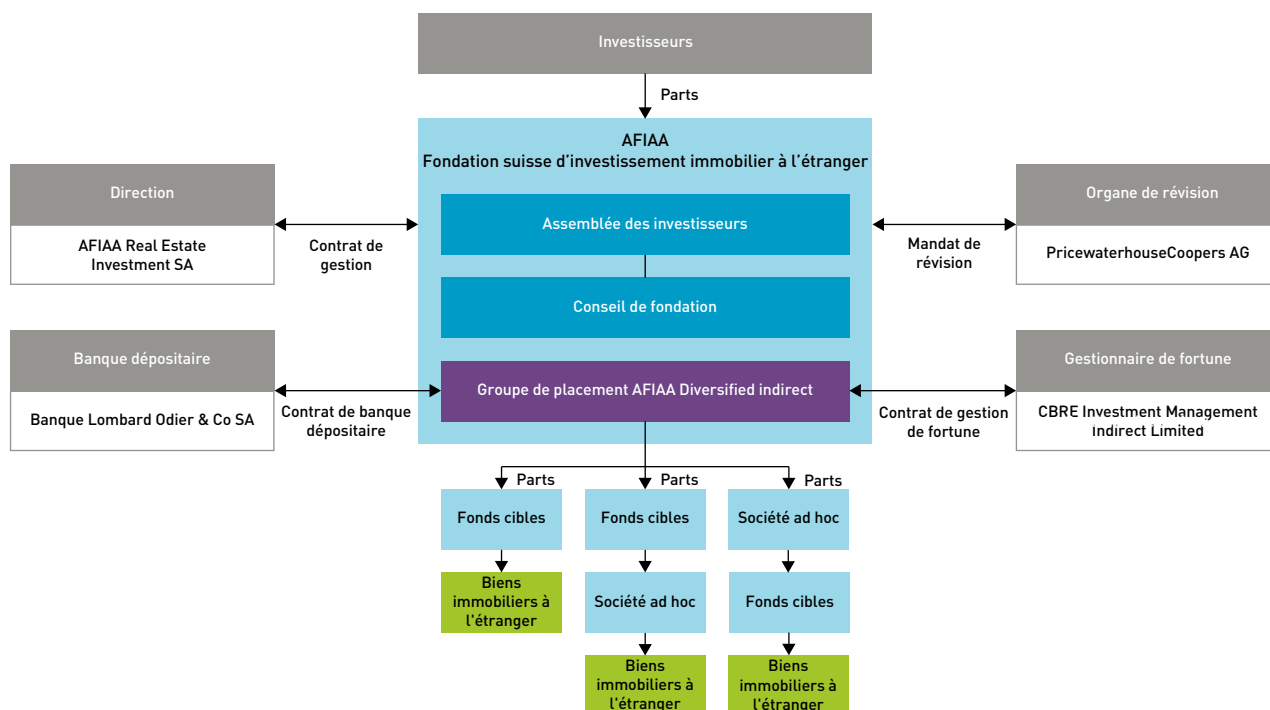 Investisseurs
Parts
AFIAA
Fondation suisse d'investissement immobilier à l'étranger
Direction
AFIAA Real Estate
Investment SA
Contrat de
gestion
Assemblée des investisseurs
Conseil de fondation
Mandat de
révision
Organe de révision
PricewaterhouseCoopers AG
Banque dépositaire
Banque Lombard Odier & Co SA
Contrat de banque
dépositaire
Groupe de placement AFIAA Diversified indirect
Contrat de gestion
de fortune
Gestionnaire de fortune
CBRE Investment Management
Indirect Limited
Parts
Parts
Parts
Fonds cibles
Fonds cibles
Société ad hoc
Biens
immobiliers à
l'étranger
Société ad hoc
Fonds cibles
Biens
immobiliers à
l'étranger
Biens
immobiliers à
l'étranger